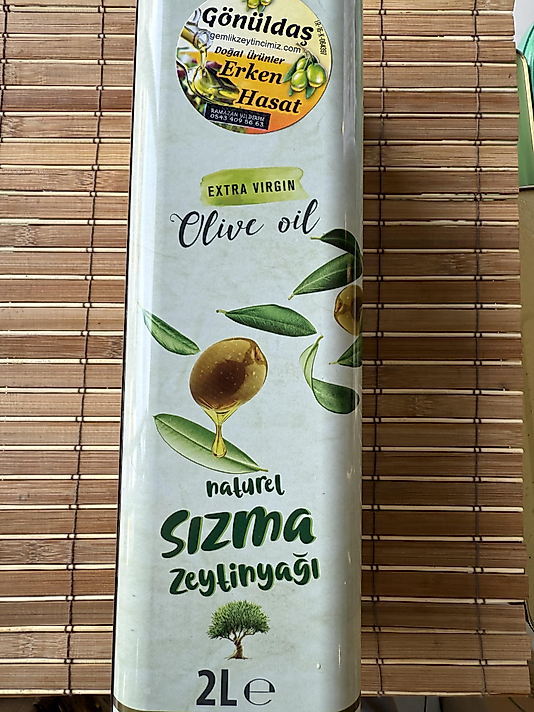 Gönüldaş
gemlikzeytincimiz.com
Doğal Ürünler
Erken
Hasat
RAMAZAN YILDIRIM
0543 409 56 63
EXTRA VIRGIN
Olive oil
naturel
sızma
zeytinyağı
2L e